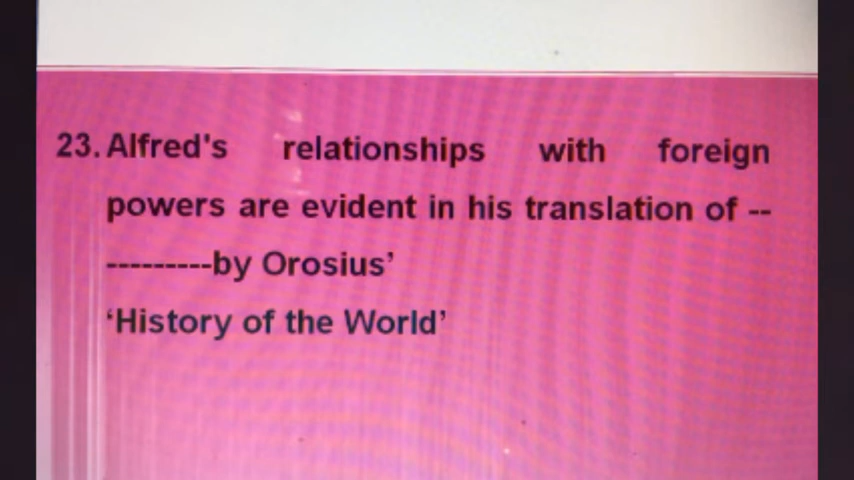 23. Alfred's relationships with foreign
powers are evident in his translation of --
---------by Orosius’
‘History of the World’